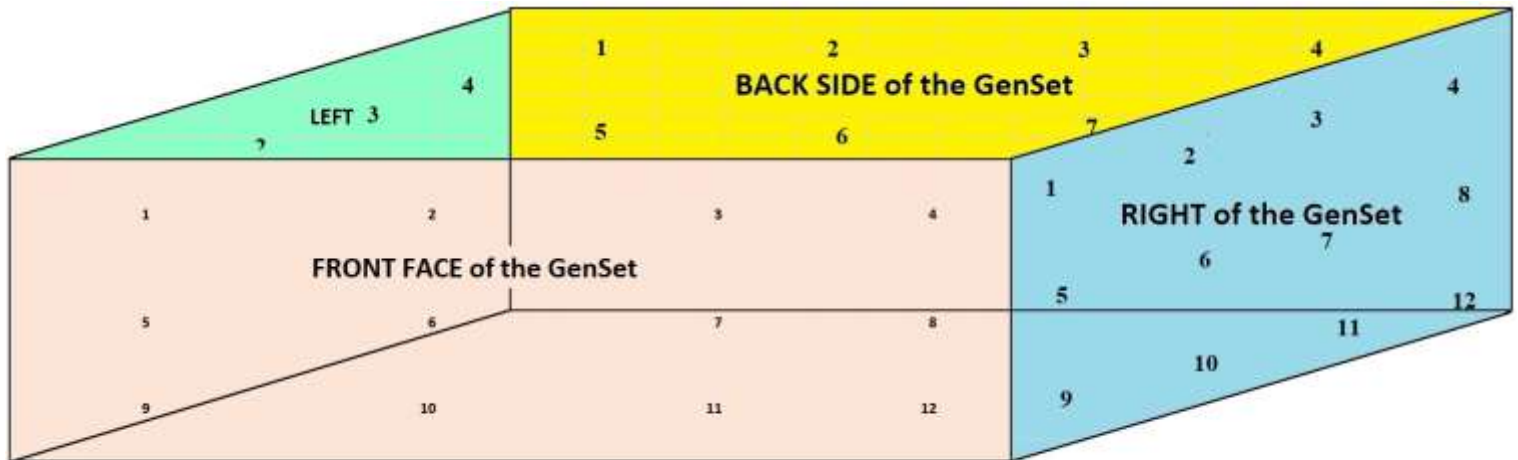 1 2 3 4
4
BACK SIDE of the GenSet
LEFT 3
3
4
5 6 7
2
2
1
1 2 3 4
8
RIGHT of the GenSet
7
6
FRONT FACE of the GenSet
5
12
5 6 7 8
11
10
9
9 10 11 12